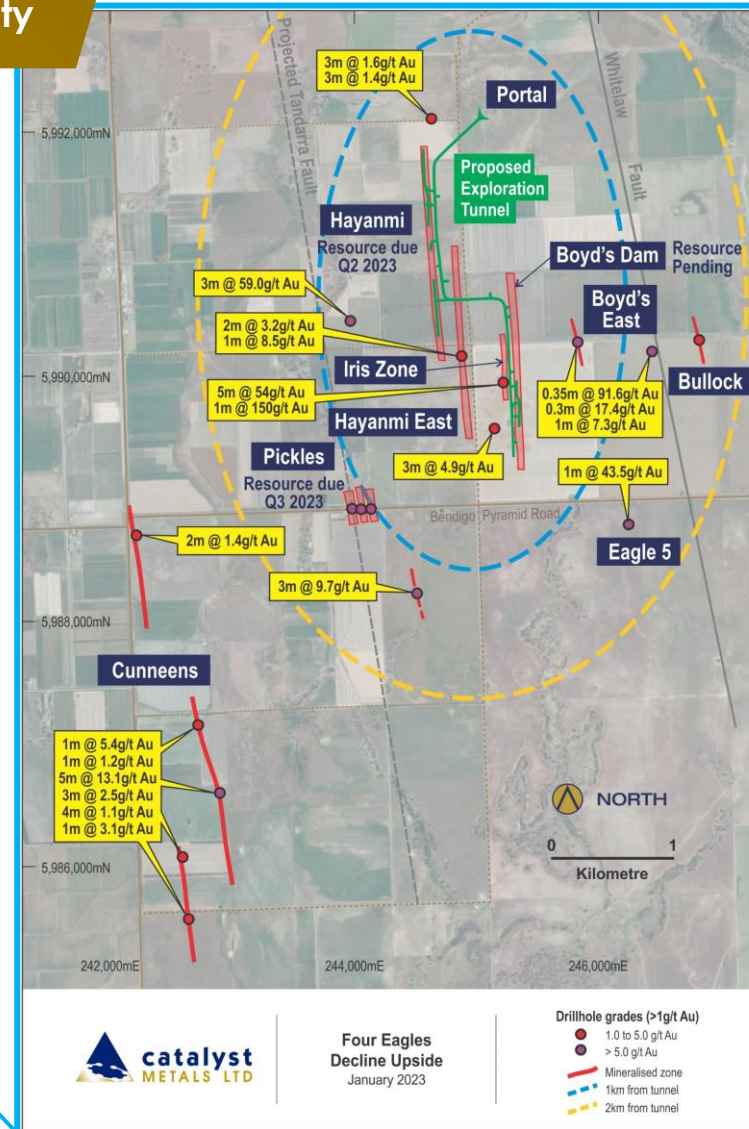 ty
3m @ 1.6g/t Au
3m @ 1.4g/t Au
Portal
Projected Tandarra Fault
Whitelaw
Fault
5,992,000mN
Proposed
Exploration
Tunnel
Hayanmi
Resource due
Q2 2023
Boyd's Dam
Resource
Pending
3m @ 59.0g/t Au
Boyd's
East
2m @ 3.2g/t Au
1m @ 8.5g/t Au
Iris Zone
5,990,000mN
Bullock
5m @ 54g/t Au
1m @ 150g/t Au
0.35m @ 91.6g/t Au
0.3m @ 17.4g/t Au
1m @ 7.3g/t Au
Hayanmi East
Pickles
Resource due
Q3 2023
3m @ 4.9g/t Au
1m @ 43.5g/t Au
Bendigo Pyramid Road
2m @ 1.4g/t Au
Eagle 5
3m @ 9.7g/t Au
5,988,000mN
Cunneens
1m @ 5.4g/t Au
1m @ 1.2g/t Au
5m @ 13.1g/t Au
3m @ 2.5g/t Au
4m @ 1.1g/t Au
1m @ 3.1g/t Au
NORTH
0 1
Kilometre
5,986,000mN
242,000mE
244,000mE
246,000mE
catalyst
METALS LTD
Four Eagles
Decline Upside
January 2023
Drillhole grades (>1g/t Au)
1.0 to 5.0 g/t Au
> 5.0 g/t Au
Mineralised zone
1km from tunnel
2km from tunnel